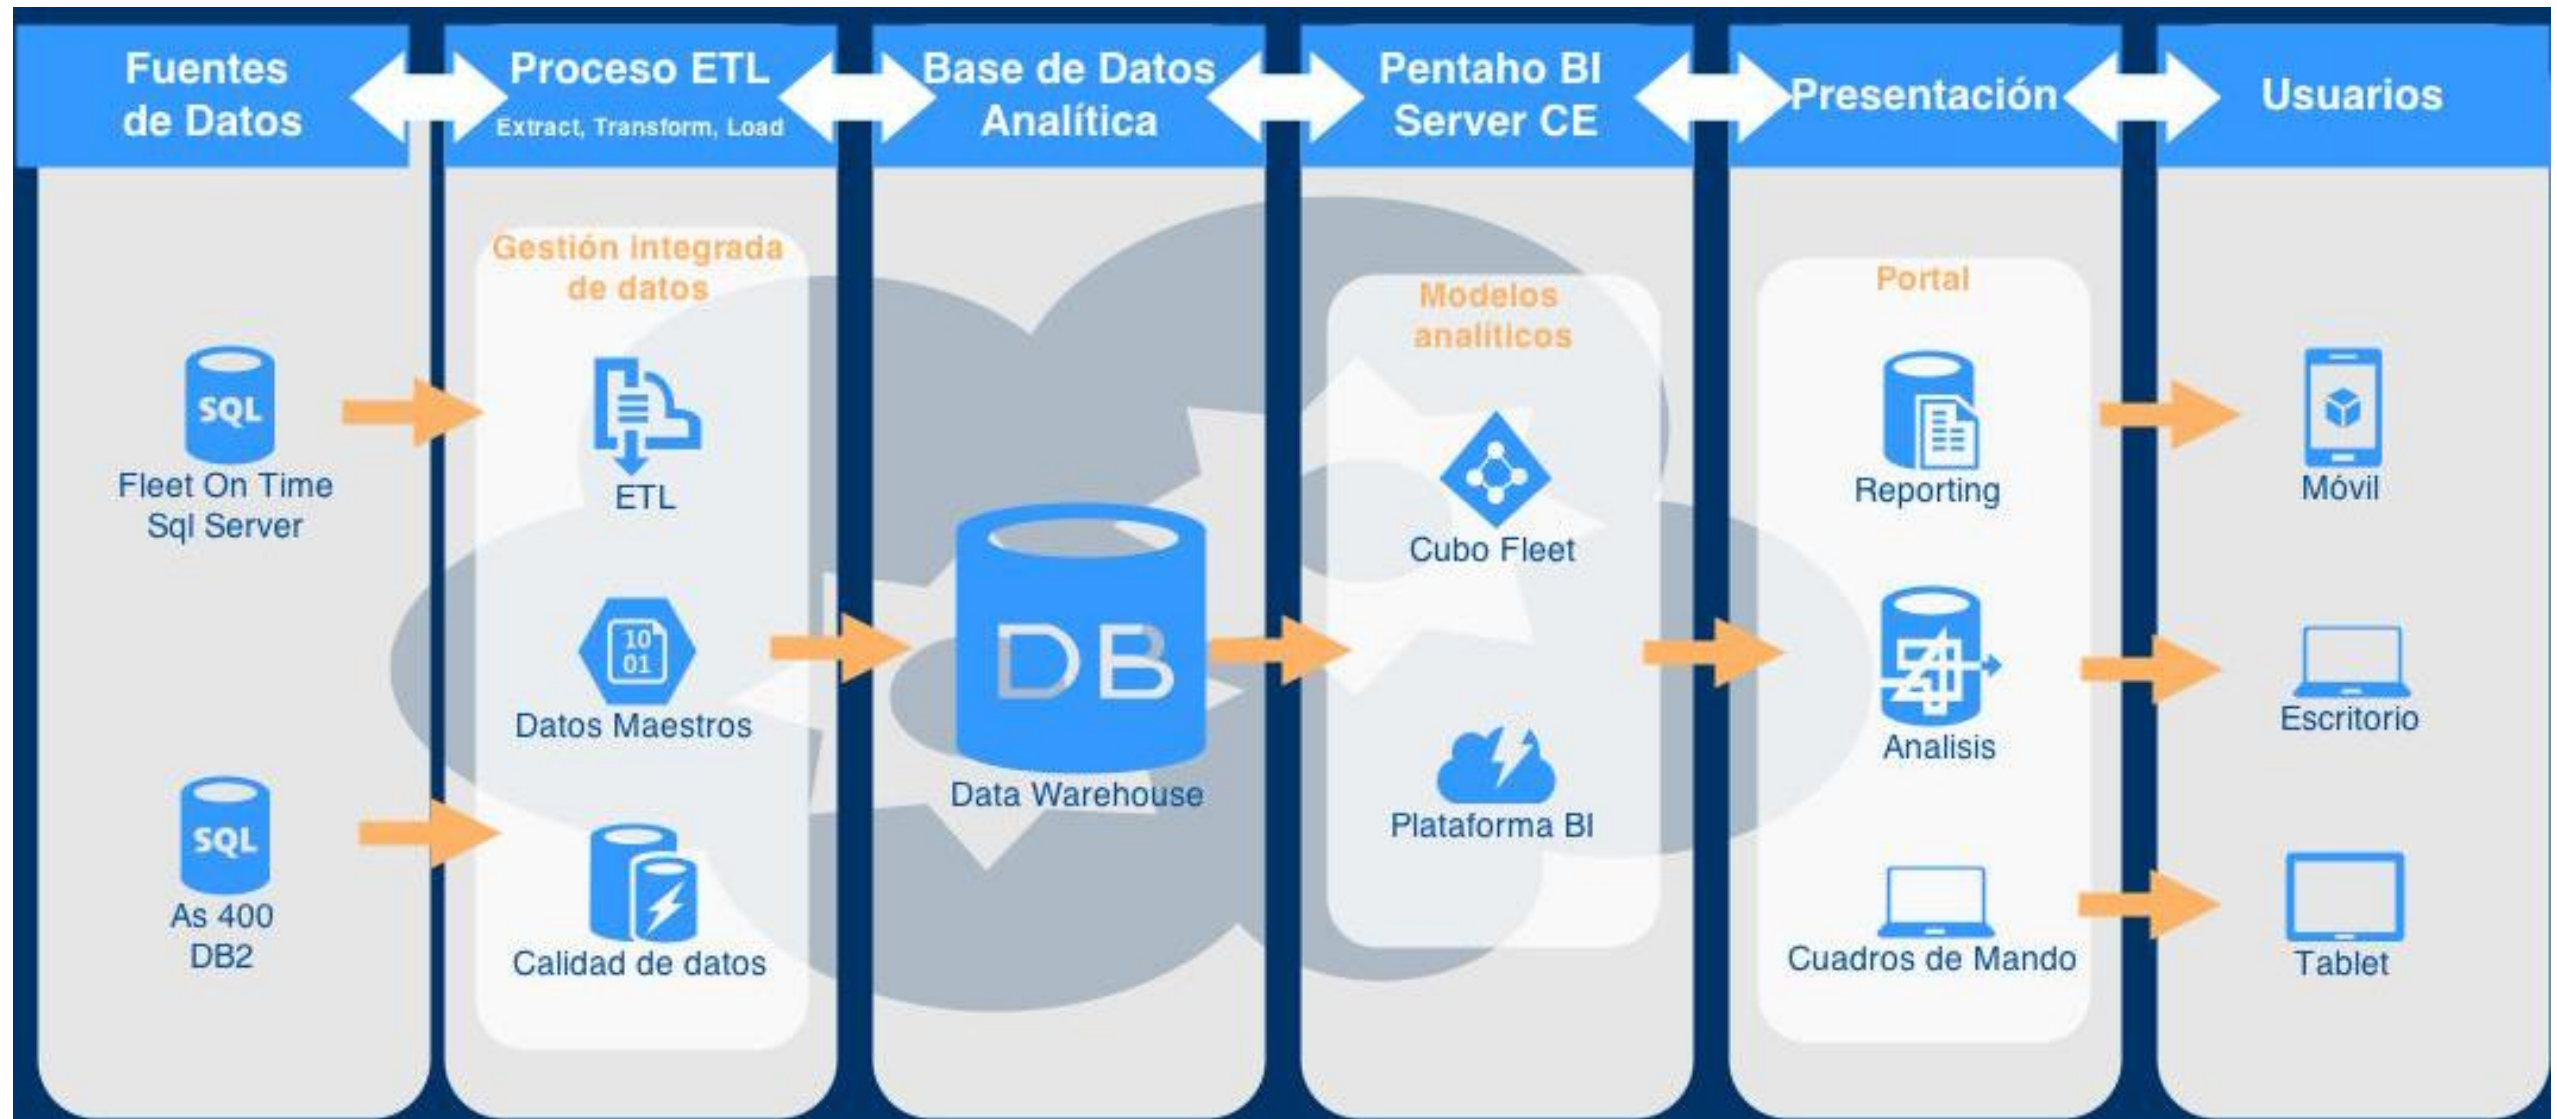 Fuentes
de Datos
Proceso ETL
Extract, Transform, Load
Base de Datos
Analítica
Pentaho BI
Server CE
Presentación
Usuarios
SQL
Fleet On Time
Sql Server
SQL
As 400
DB2
Gestión integrada
de datos
ETL
10
01
Datos Maestros
Calidad de datos
DB
Data Warehouse
Modelos
analíticos
Cubo Fleet
Plataforma BI
Portal
Reporting
Analisis
Cuadros de Mando
Móvil
Escritorio
Tablet